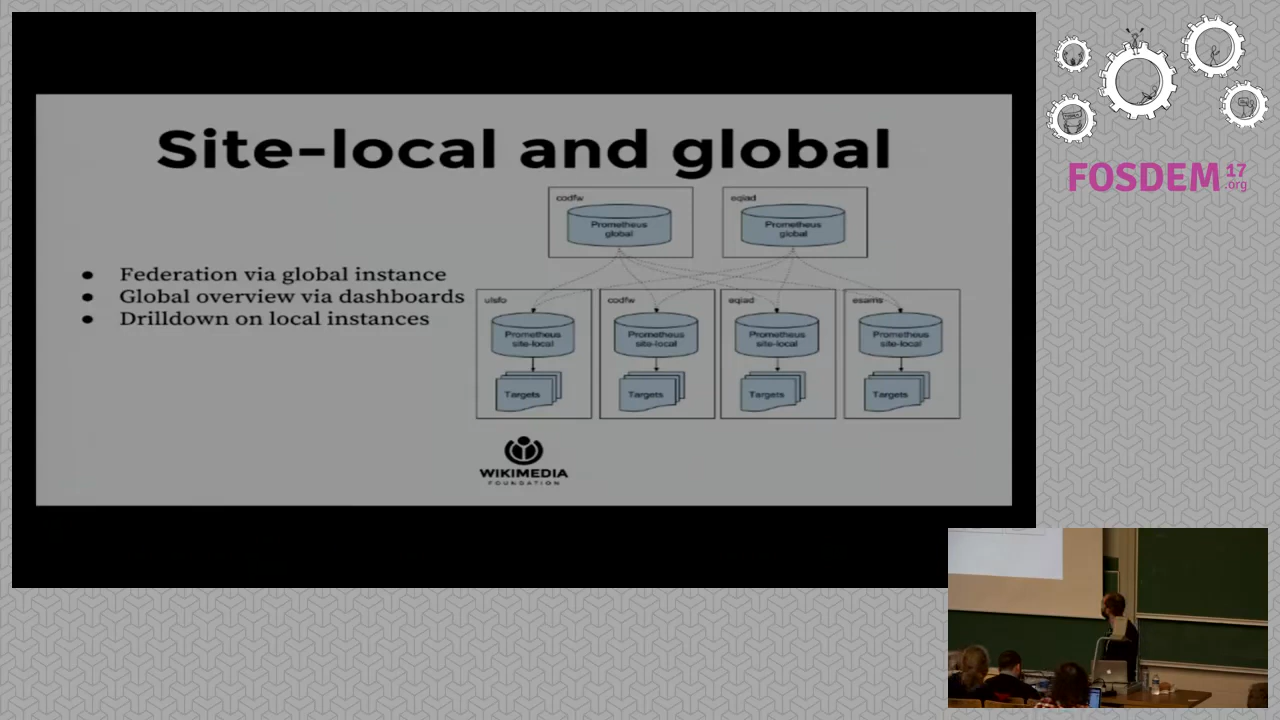 Site-local and global
● Federation via global instance
● Global overview via dashboards
● Drilldown on local instances
codfw
Prometheus
global
eqiad
Prometheus
global
ulsfo
Prometheus
site-local
Targets
codfw
Prometheus
site-local
Targets
eqiad
Prometheus
site-local
Targets
esams
Prometheus
site-local
Targets
WIKIMEDIA
FOUNDATION
FOSDEM 17
.org